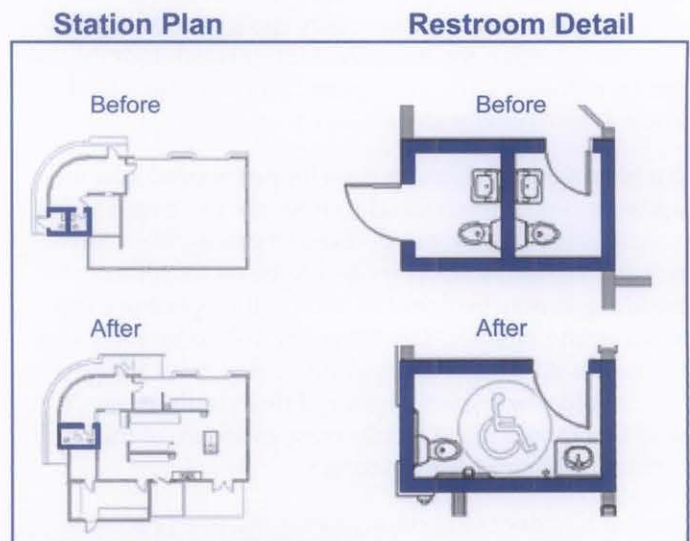 Station Plan
Restroom Detail
Before
Before
After
After